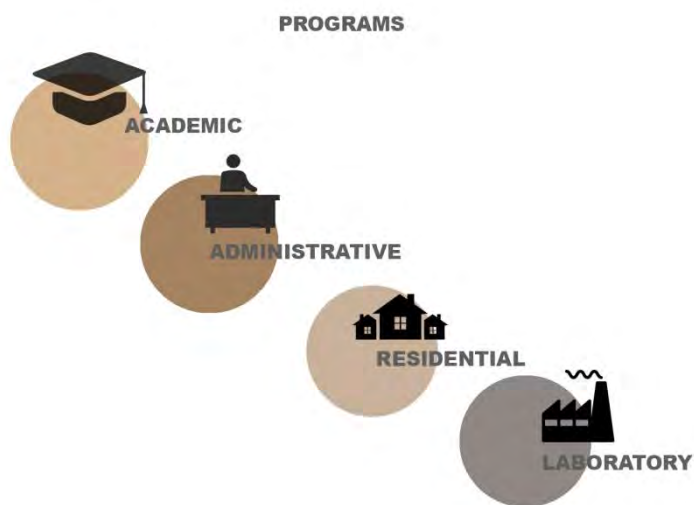 PROGRAMS
ACADEMIC
ADMINISTRATIVE
RESIDENTIAL
LABORATORY